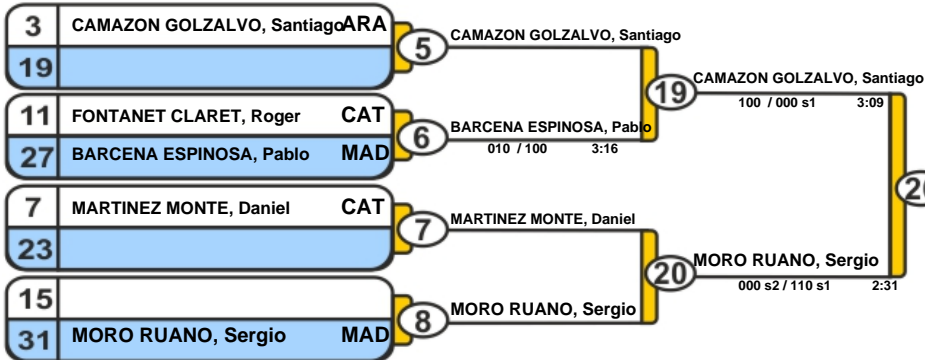 3 CAMAZON GOLZALVO, Santiago ARA
19
5
CAMAZON GOLZALVO, Santiago
11 FONTANET CLARET, Roger CAT
27 BARCENA ESPINOSA, Pablo MAD
6
BARCENA ESPINOSA, Pablo
010 / 100 3:16
19
CAMAZON GOLZALVO, Santiago
100 / 000 s1 3:09
7 MARTINEZ MONTE, Daniel CAT
23
7
MARTINEZ MONTE, Daniel
15
31 MORO RUANO, Sergio MAD
8
MORO RUANO, Sergio
20
MORO RUANO, Sergio
000 s2 / 110 s1 2:31